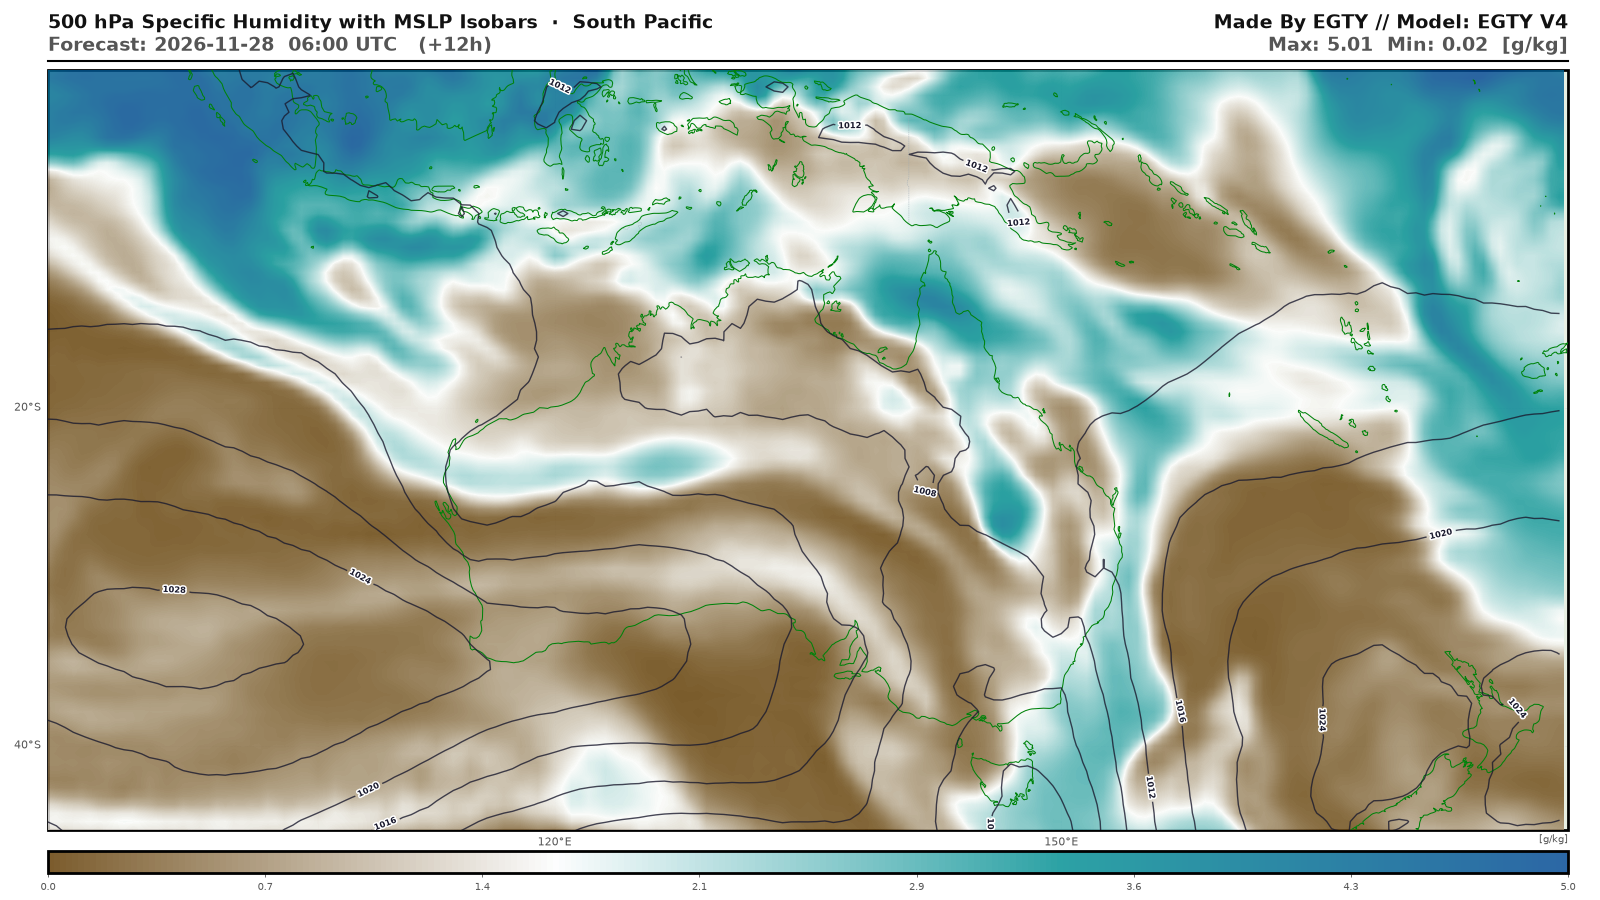 500 hPa Specific Humidity with MSLP Isobars · South Pacific
Made By EGTY // Model: EGTY V4
Forecast: 2026-11-28 06:00 UTC (+12h)
Max: 5.01 Min: 0.02 [g/kg]
1012
1012
1012
1012
20°S
1008
1020
1024
1028
1024
1016
1024
40°S
1012
1020
1016
10
120°E
150°E
[g/kg]
0.0
0.7
1.4
2.1
2.9
3.6
4.3
5.0